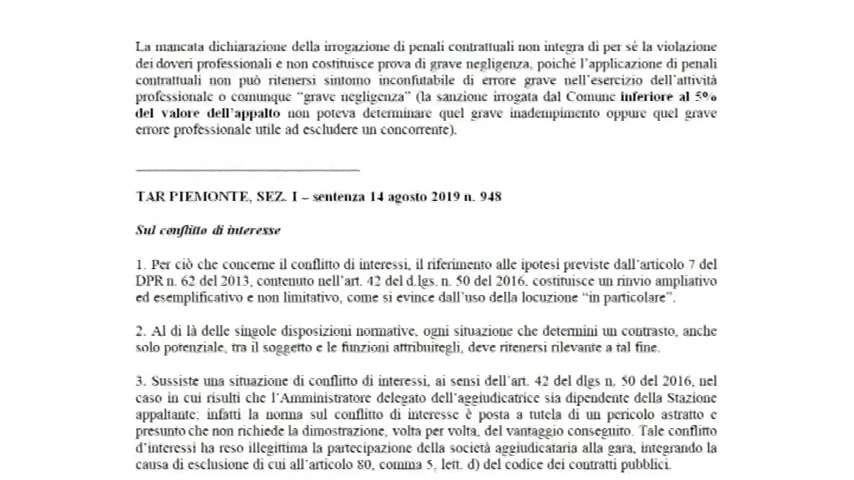 La mancata dichiarazione della irrogazione di penali contrattuali non integra di per sé la violazione
dei doveri professionali e non costituisce prova di grave negligenza, poiché l’applicazione di penali
contrattuali non può ritenersi sintomo inconfutabile di errore grave nell’esercizio dell’attività
professionale o comunque “grave negligenza” (la sanzione irrogata dal Comune inferiore al 5%
del valore dell’appalto non poteva determinare quel grave inadempimento oppure quel grave
errore professionale utile ad escludere un concorrente).
TAR PIEMONTE, SEZ. I – sentenza 14 agosto 2019 n. 948
Sul conflitto di interesse
1. Per ciò che concerne il conflitto di interessi, il riferimento alle ipotesi previste dall’articolo 7 del
DPR n. 62 del 2013, contenuto nell’art. 42 del d.lgs. n. 50 del 2016, costituisce un rinvio ampliativo
ed esemplificativo e non limitativo, come si evince dall’uso della locuzione “in particolare”.
2. Al di là delle singole disposizioni normative, ogni situazione che determini un contrasto, anche
solo potenziale, tra il soggetto e le funzioni attribuitegli, deve ritenersi rilevante a tal fine.
3. Sussiste una situazione di conflitto di interessi, ai sensi dell’art. 42 del dlgs n. 50 del 2016, nel
caso in cui risulti che l’Amministratore delegato dell’aggiudicatrice sia dipendente della Stazione
appaltante; infatti la norma sul conflitto di interesse è posta a tutela di un pericolo astratto e
presunto che non richiede la dimostrazione, volta per volta, del vantaggio conseguito. Tale conflitto
d’interessi ha reso illegittima la partecipazione della società aggiudicataria alla gara, integrando la
causa di esclusione di cui all’articolo 80, comma 5, lett. d) del codice dei contratti pubblici.